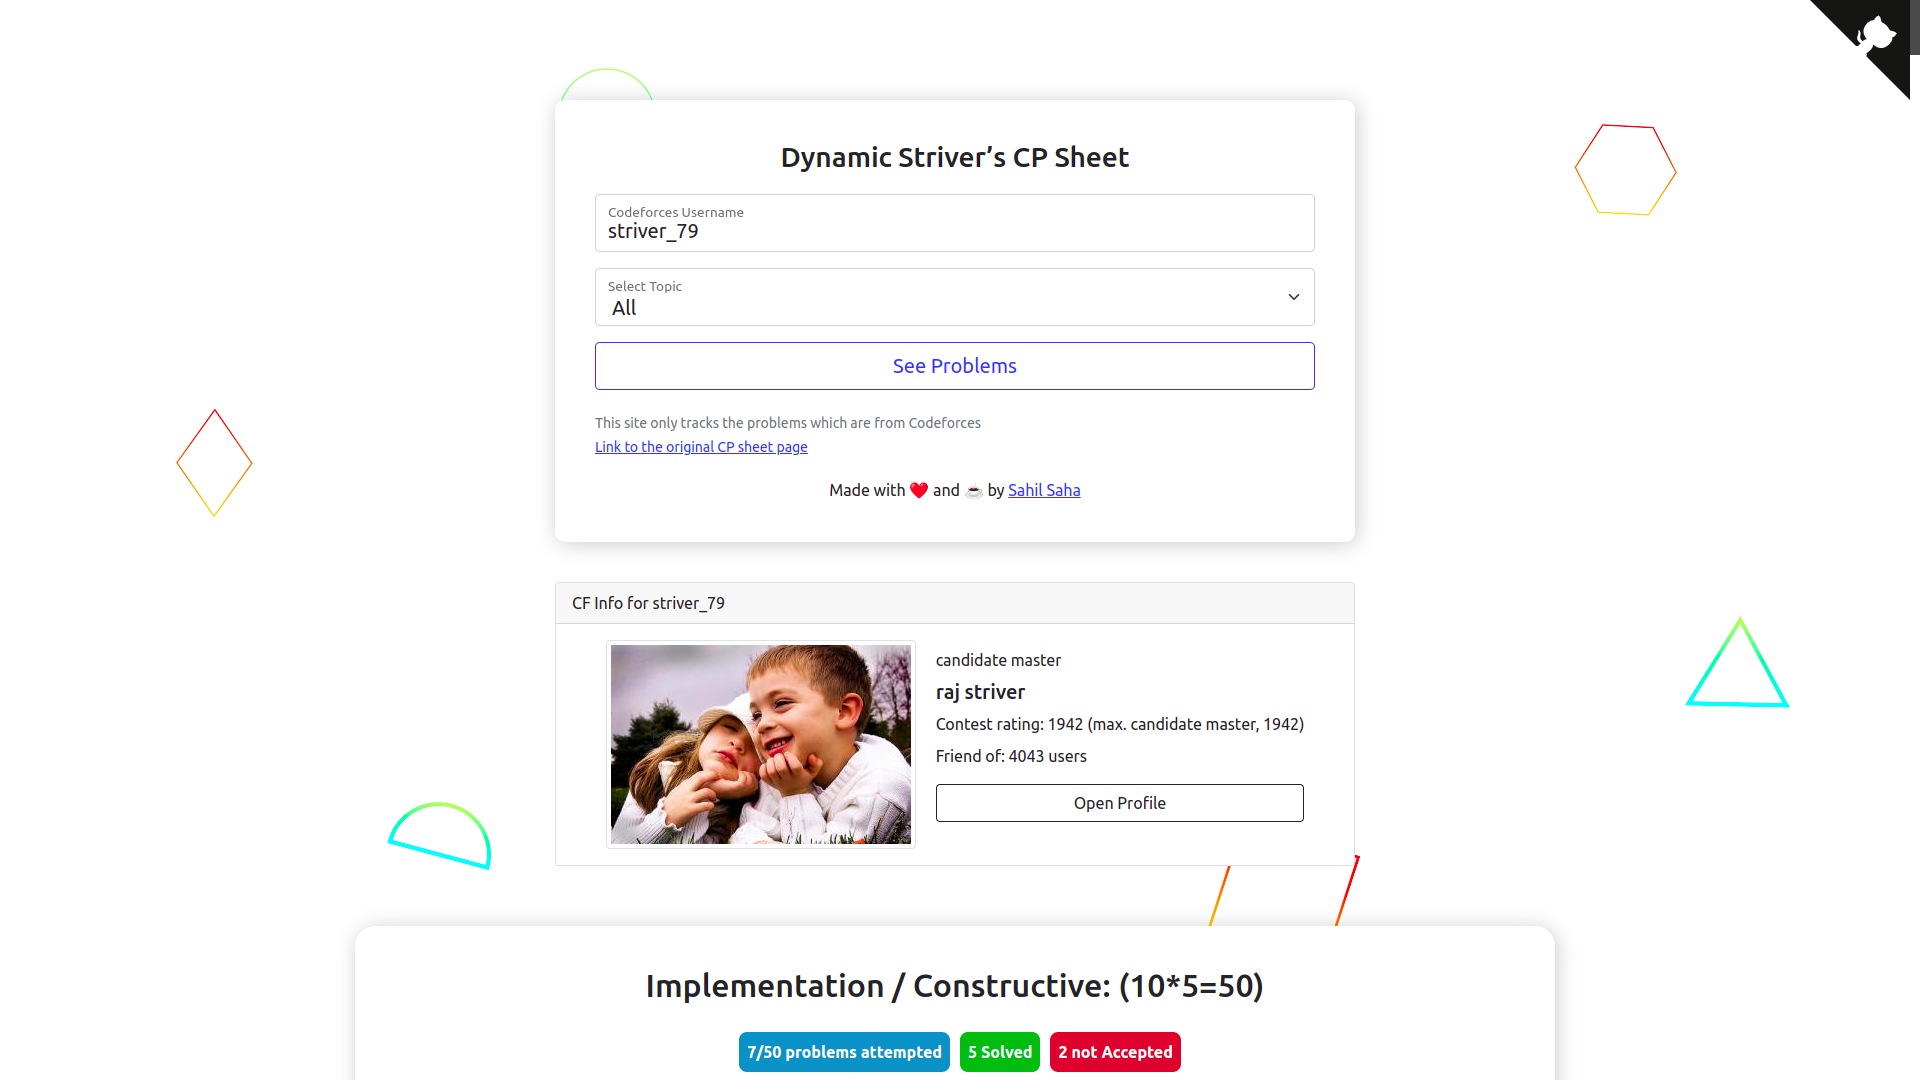 Dynamic Striver’s CP Sheet
Codeforces Username
striver_79
Select Topic
All
See Problems
This site only tracks the problems which are from Codeforces
Link to the original CP sheet page
Made with ❤️ and ☕ by Sahil Saha
CF Info for striver_79
candidate master
raj striver
Contest rating: 1942 (max. candidate master, 1942)
Friend of: 4043 users
Open Profile
Implementation / Constructive: (10*5=50)
7/50 problems attempted 5 Solved 2 not Accepted